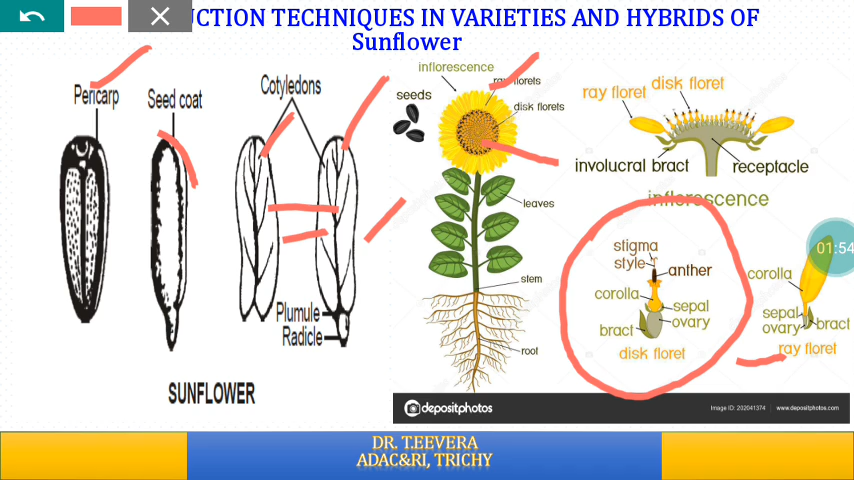 UCTION TECHNIQUES IN VARIETIES AND HYBRIDS OF
Sunflower
Pericarp
Seed coat
Cotyledons
Plumule
Radicle
SUNFLOWER
inflorescence
seeds
ray florets
disk florets
leaves
stem
root
ray floret
disk floret
involucral bract
receptacle
inflorescence
stigma
style
anther
corolla
sepal
ovary
bract
disk floret
01:54
corolla
sepal
ovary
bract
ray floret
depositphotos
Image ID: 202041374 www.depositphotos.com
DR. T.EEVERA
ADAC&RI, TRICHY